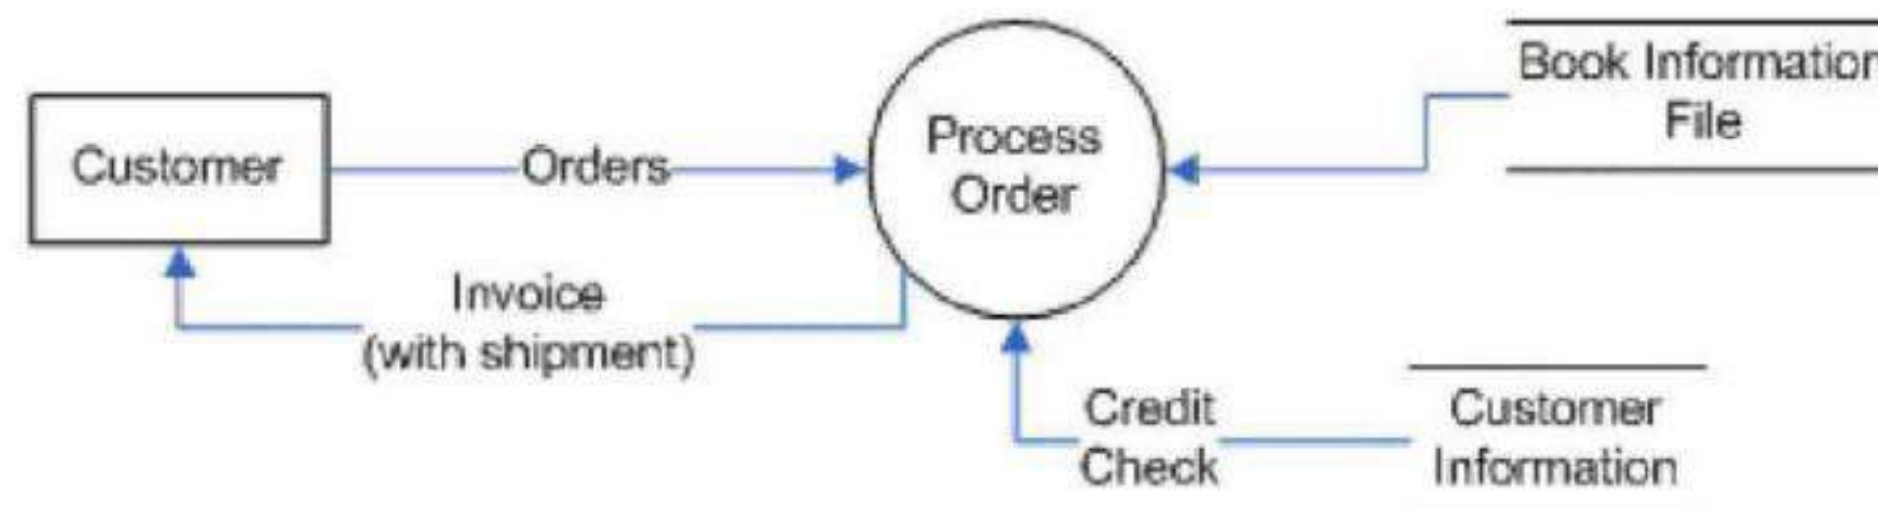 Customer
Orders
Process
Order
Book Information
File
Invoice
(with shipment)
Credit
Check
Customer
Information